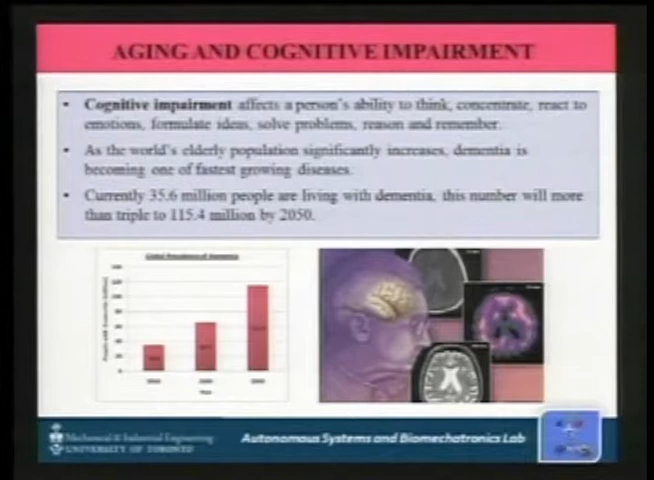 AGING AND COGNITIVE IMPAIRMENT
• Cognitive impairment affects a person's ability to think, concentrate, react to
emotions, formulate ideas, solve problems, reason and remember.
• As the world's elderly population significantly increases, dementia is
becoming one of fastest growing diseases.
• Currently 35.6 million people are living with dementia, this number will more
than triple to 115.4 million by 2050.
Global Prevalence of Dementia
Year
Mechanical & Industrial Engineering
UNIVERSITY OF TORONTO
Autonomous Systems and Biomechatronics Lab